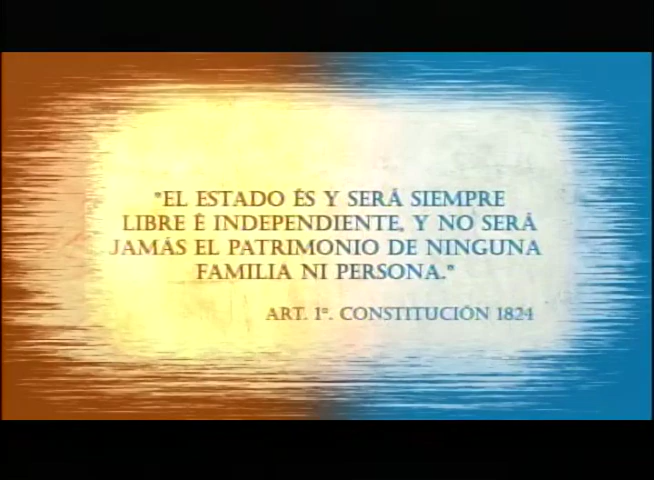 "EL ESTADO ÉS Y SERÁ SIEMPRE
LIBRE É INDEPENDIENTE, Y NO SERÁ
JAMÁS EL PATRIMONIO DE NINGUNA
FAMILIA NI PERSONA."
ART. 1º. CONSTITUCIÓN 1824